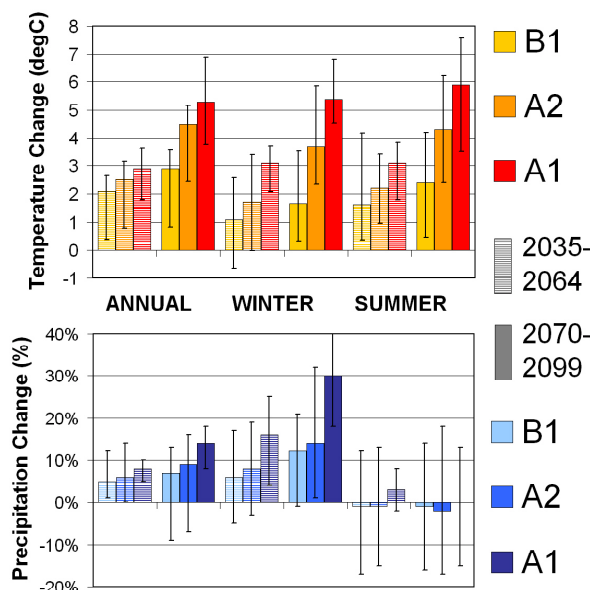 Temperature Change (degC)
8
7
6
5
4
3
2
1
0
-1
ANNUAL WINTER SUMMER
B1
A2
A1
2035-
2064
2070-
2099
Precipitation Change (%)
40%
30%
20%
10%
0%
-10%
-20%
B1
A2
A1